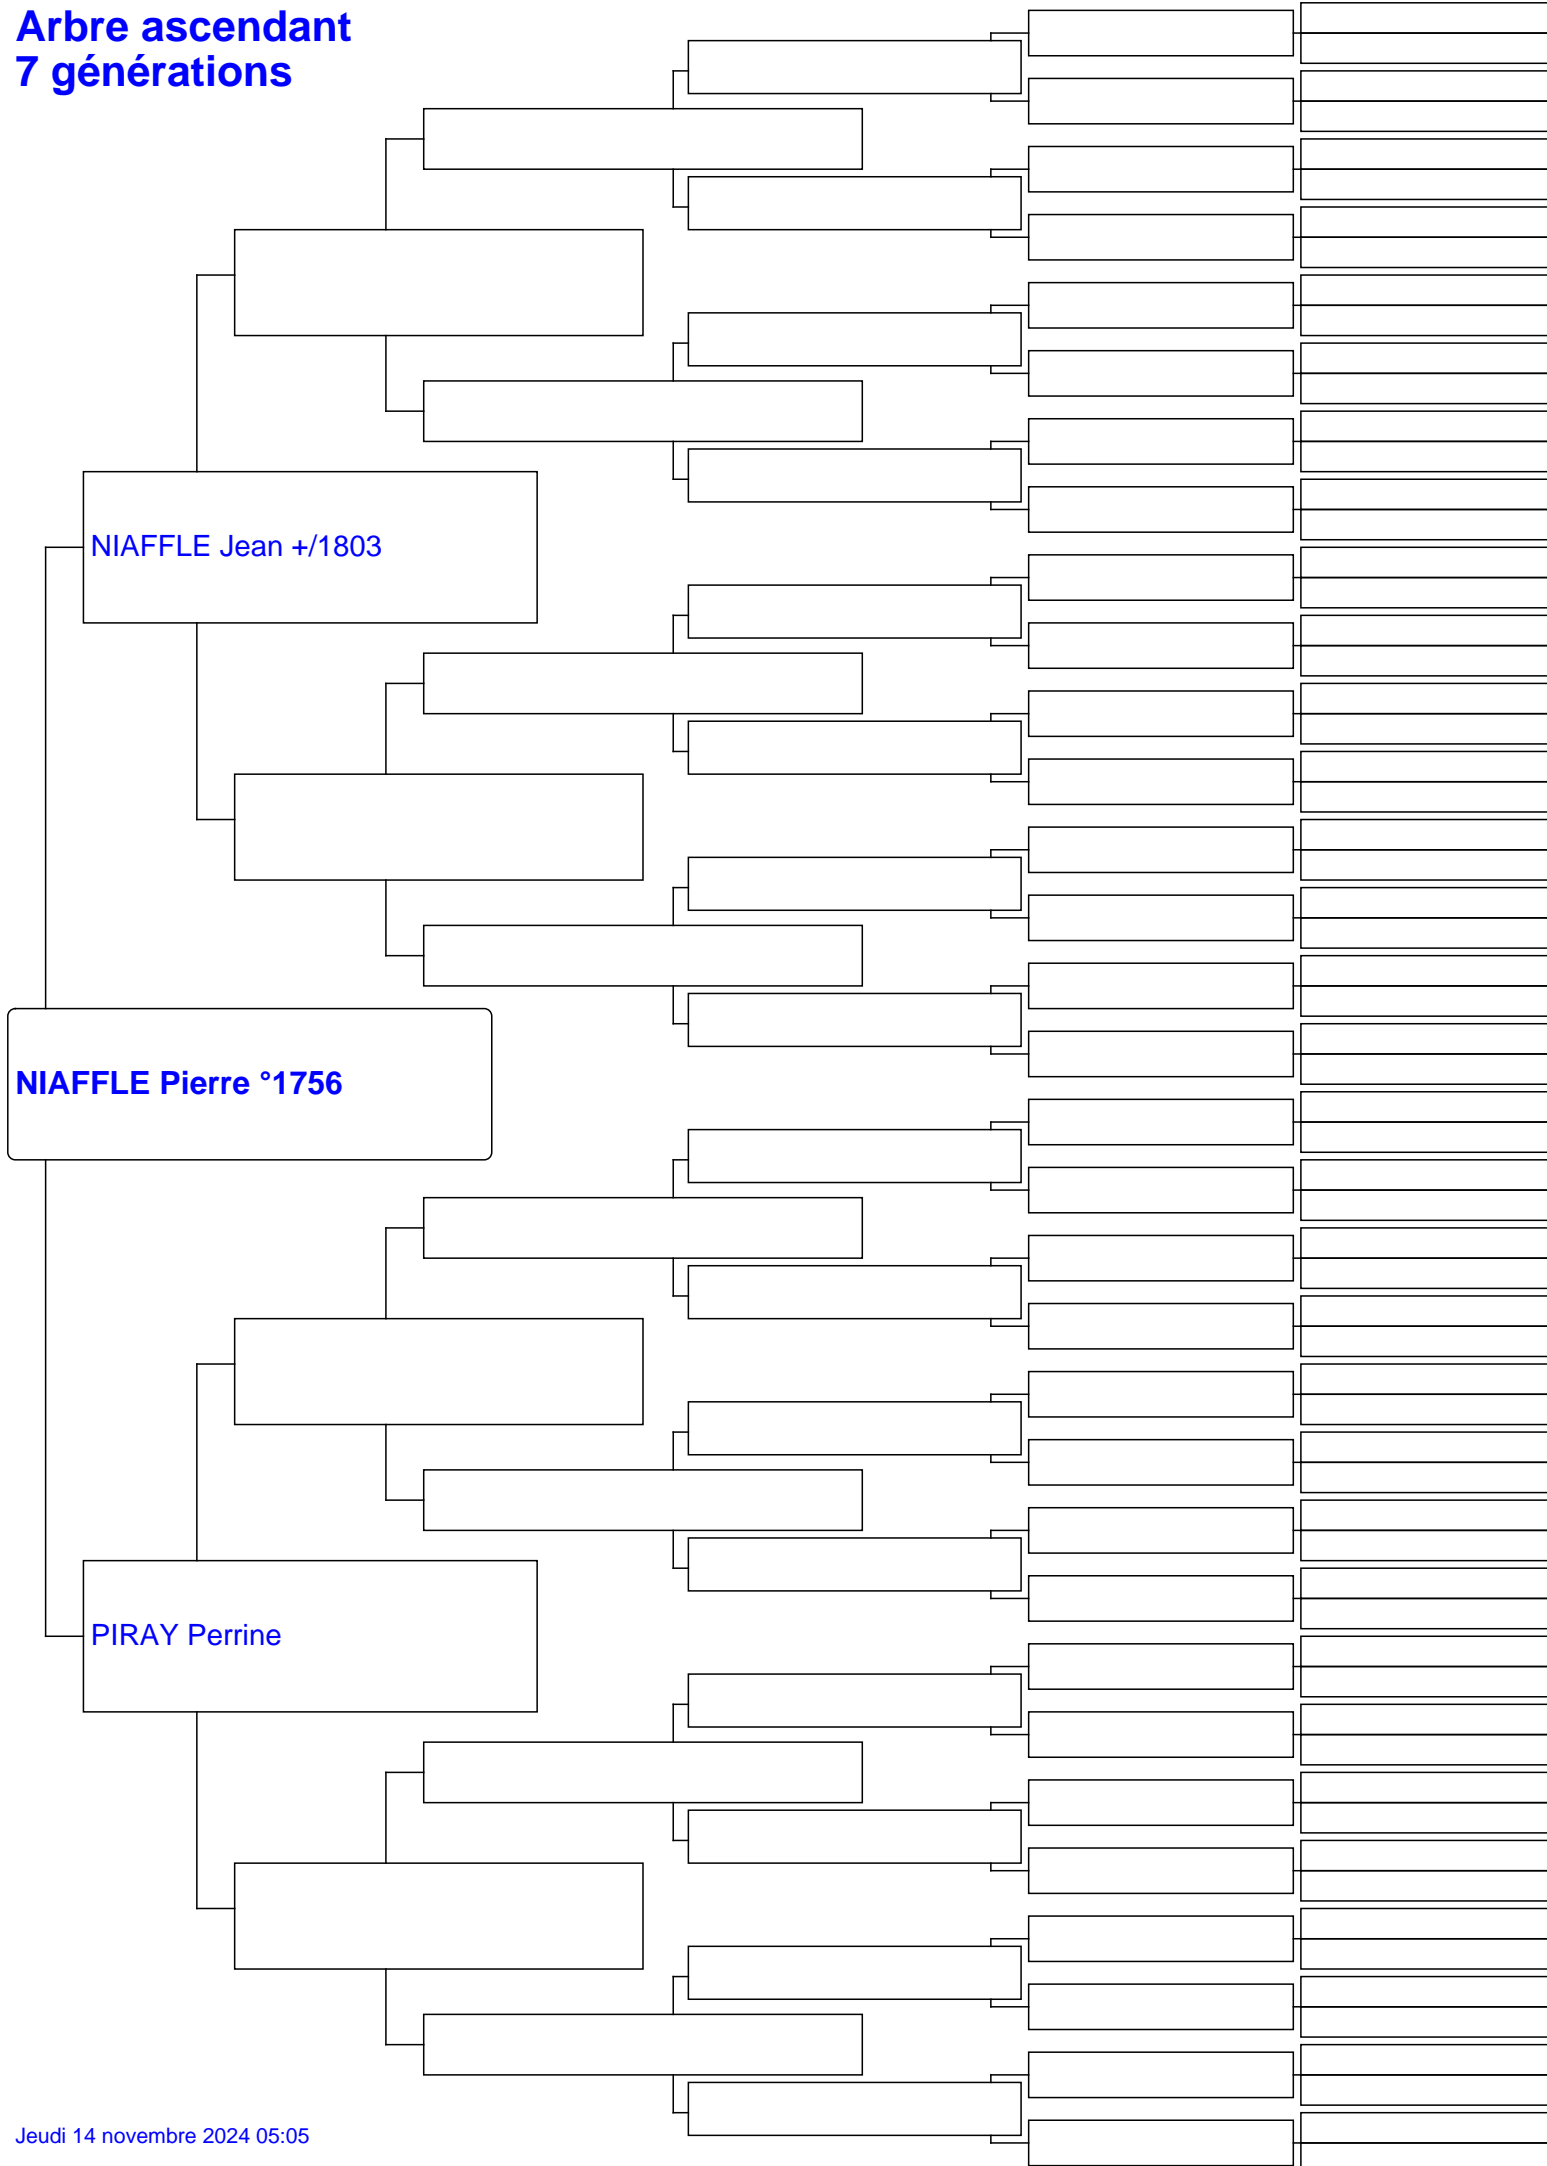 Arbre ascendant
7 générations
NIAFFLE Jean +/1803
NIAFFLE Pierre °1756
PIRAY Perrine
Jeudi 14 novembre 2024 05:05